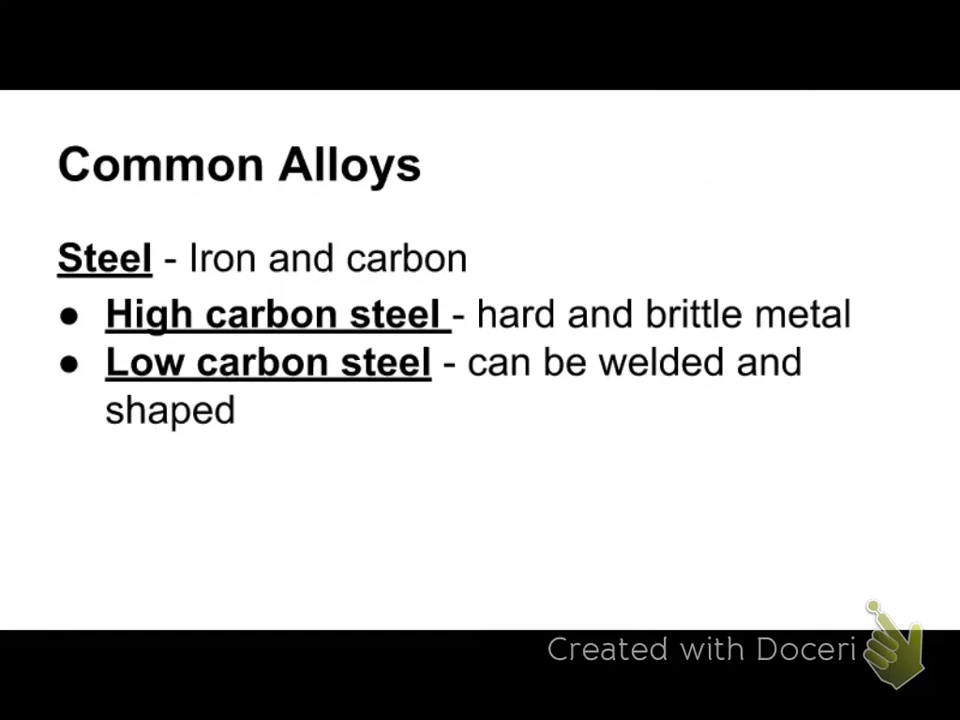 Common Alloys
Steel - Iron and carbon
● High carbon steel - hard and brittle metal
● Low carbon steel - can be welded and
shaped
Created with Doceri